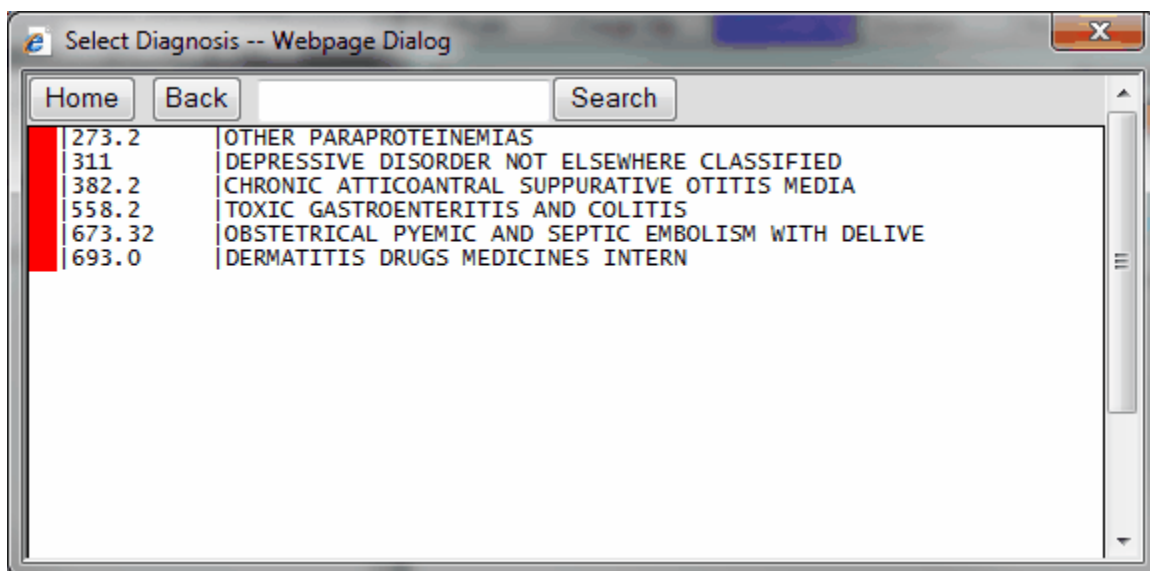 Select Diagnosis -- Webpage Dialog
Home Back Search
|273.2 |OTHER PARAPROTEINEMIAS
|311 |DEPRESSIVE DISORDER NOT ELSEWHERE CLASSIFIED
|382.2 |CHRONIC ATTICOANTRAL SUPPURATIVE OTITIS MEDIA
|558.2 |TOXIC GASTROENTERITIS AND COLITIS
|673.32 |OBSTETRICAL PYEMIC AND SEPTIC EMBOLISM WITH DELIVE
|693.0 |DERMATITIS DRUGS MEDICINES INTERN